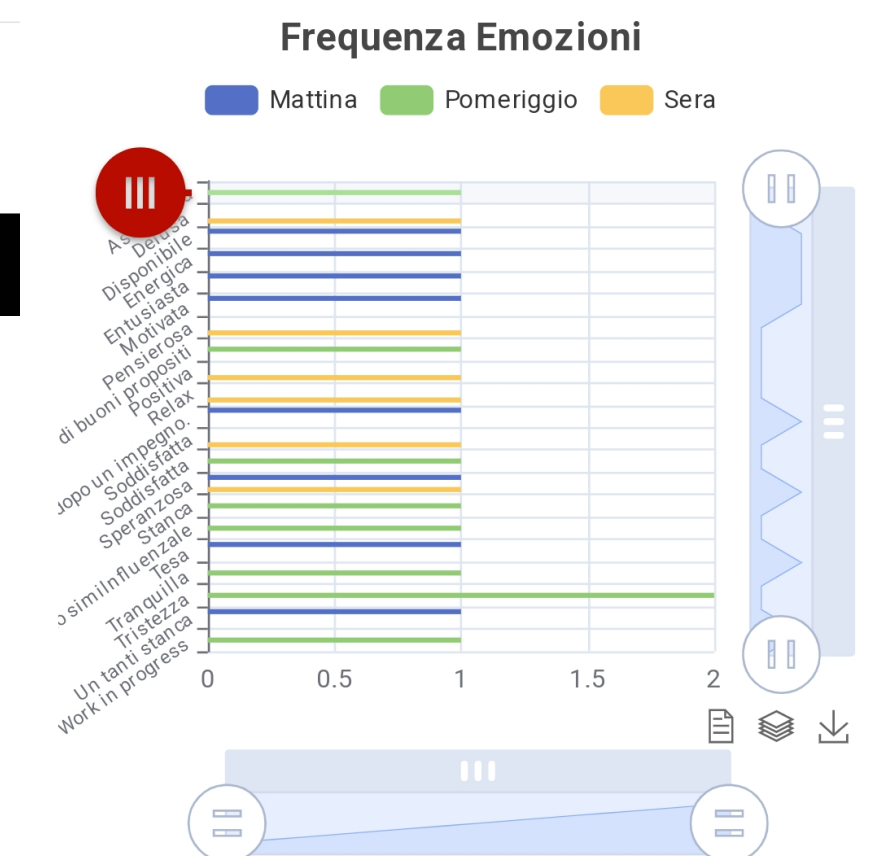 Frequenza Emozioni
Mattina
Pomeriggio
Sera
Delusa
Disponibile
Energica
Entusiasta
Motivata
Pensierosa
di buoni propositi
Positiva
Relax
dopo un impegno.
Soddisfatta
Soddisfatta
Speranzosa
Stanca
o similnfluenzale
Tesa
Tranquilla
Tristezza
Un tanti stanca
Work in progress
0 0.5 1 1.5 2